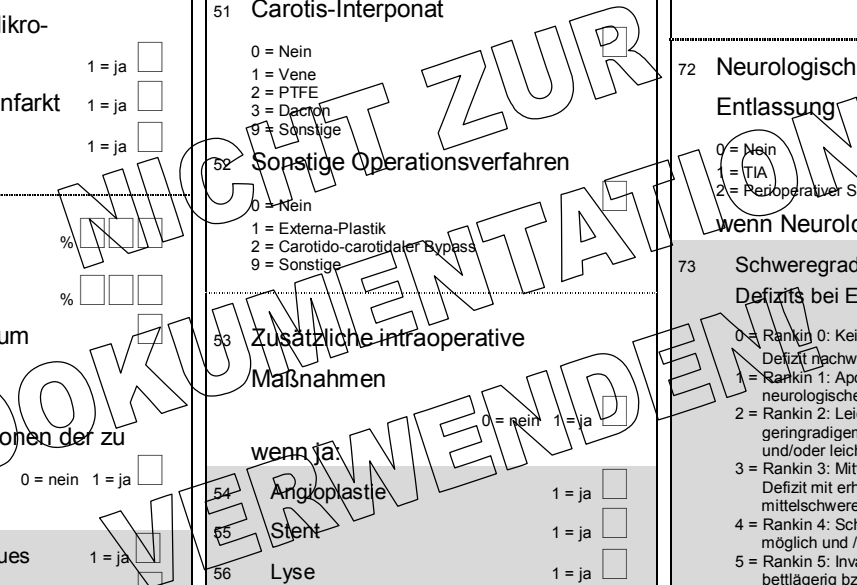 1 = ja
nfarkt 1 = ja
1 = ja
%
%
um
onen der zu
0 = nein 1 = ja
ues 1 = ja
51 Carotis-Interponat
0 = Nein
1 = Vene
2 = PTFE
3 = Dacron
9 = Sonstige
52 Sonstige Operationsverfahren
0 = Nein
1 = Externa-Plastik
2 = Carotido-carotidaler Bypass
9 = Sonstige
53 Zusätzliche intraoperative
Maßnahmen
0 = nein 1 = ja
wenn ja:
54 Angioplastie 1 = ja
55 Stent 1 = ja
56 Lyse 1 = ja
72 Neurologisch
Entlassung
0 = Nein
1 = TIA
2 = Perioperativer S
wenn Neurolo
73 Schweregrad
Defizits bei E
0 = Rankin 0: Kei
Defizit nachw
1 = Rankin 1: Apo
neurologische
2 = Rankin 2: Lei
geringradigen
und/oder leich
3 = Rankin 3: Mitt
Defizit mit erh
mittelschwere
4 = Rankin 4: Sch
möglich und /
5 = Rankin 5: Inva
bettlägerig bz
NICHT ZUR
DOKUMENTATION
VERWENDEN!